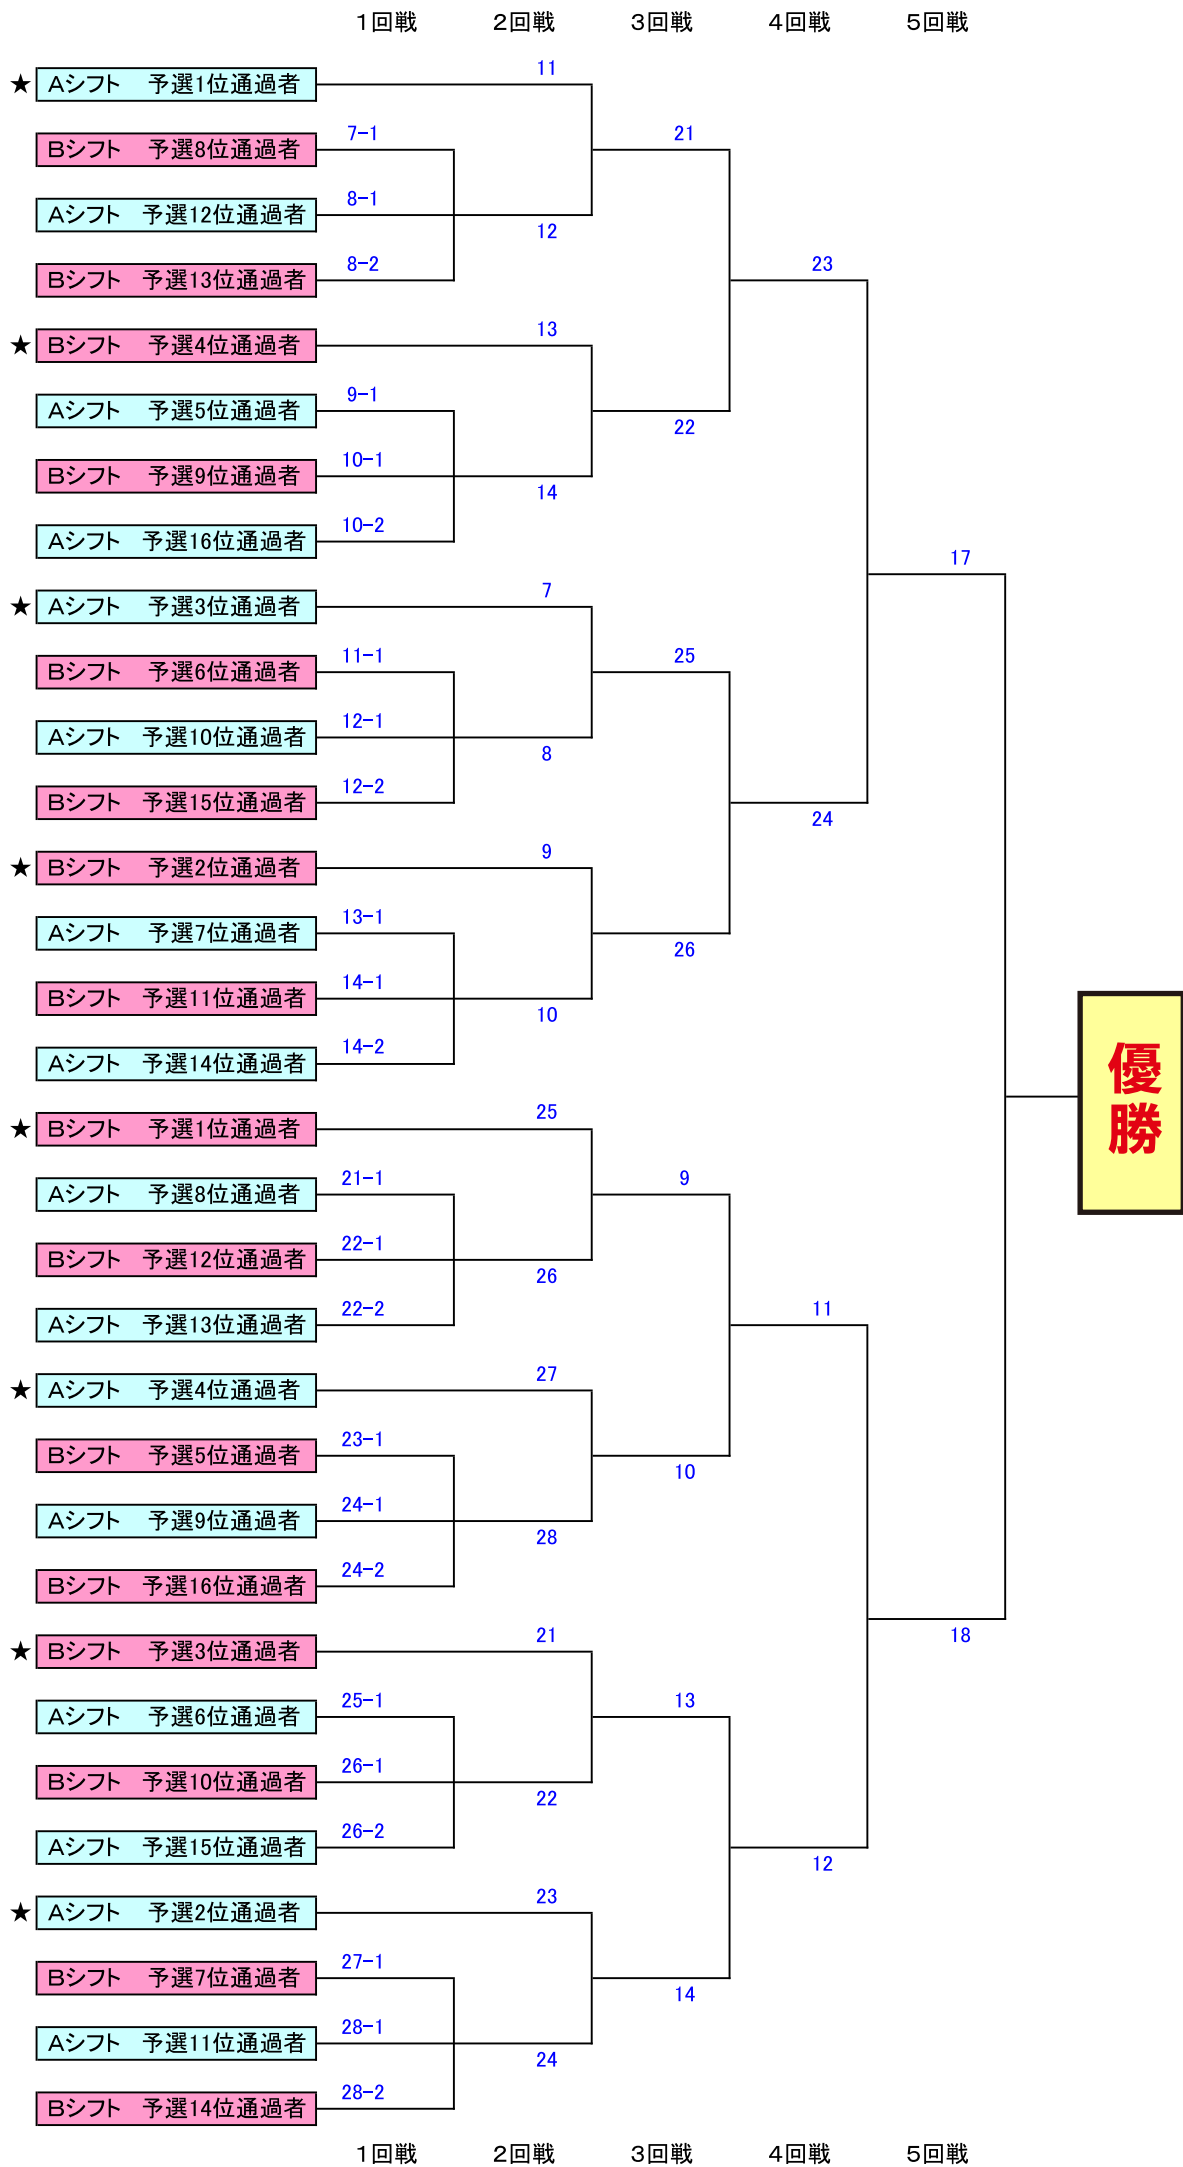 1回戦 2回戦 3回戦 4回戦 5回戦
11
★ Aシフト 予選1位通過者
7-1 21
Bシフト 予選8位通過者
8-1
Aシフト 予選12位通過者
12
8-2 23
Bシフト 予選13位通過者
13
★ Bシフト 予選4位通過者
9-1
Aシフト 予選5位通過者
22
10-1
Bシフト 予選9位通過者
14
10-2
Aシフト 予選16位通過者
17
7
★ Aシフト 予選3位通過者
11-1 25
Bシフト 予選6位通過者
12-1
Aシフト 予選10位通過者
8
12-2
Bシフト 予選15位通過者
24
9
★ Bシフト 予選2位通過者
13-1
Aシフト 予選7位通過者
26
14-1
Bシフト 予選11位通過者
10
14-2
Aシフト 予選14位通過者
優
勝
25
★ Bシフト 予選1位通過者
21-1 9
Aシフト 予選8位通過者
22-1
Bシフト 予選12位通過者
26
22-2 11
Aシフト 予選13位通過者
27
★ Aシフト 予選4位通過者
23-1
Bシフト 予選5位通過者
10
24-1
Aシフト 予選9位通過者
28
24-2
Bシフト 予選16位通過者
21 18
★ Bシフト 予選3位通過者
25-1 13
Aシフト 予選6位通過者
26-1
Bシフト 予選10位通過者
22
26-2
Aシフト 予選15位通過者
12
23
★ Aシフト 予選2位通過者
27-1
Bシフト 予選7位通過者
14
28-1
Aシフト 予選11位通過者
24
28-2
Bシフト 予選14位通過者
1回戦 2回戦 3回戦 4回戦 5回戦